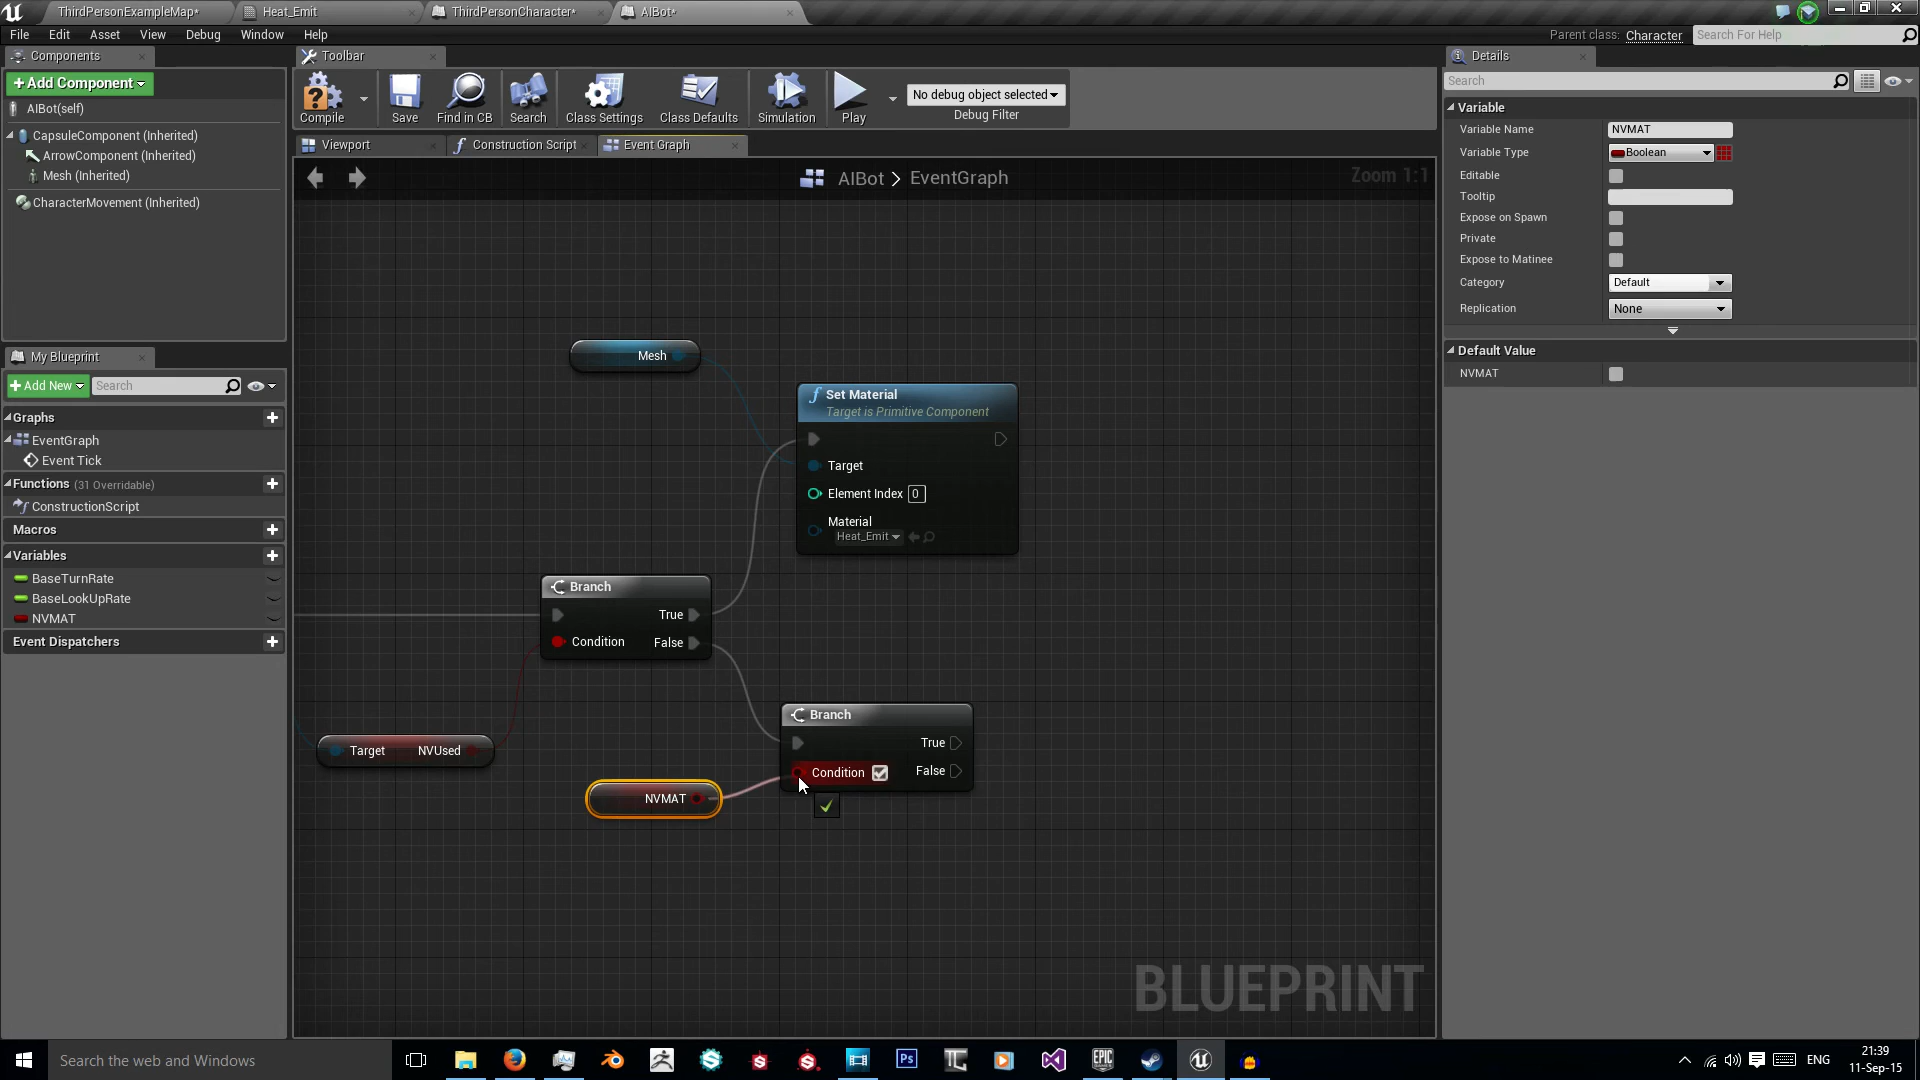 ThirdPersonExampleMap*
Heat_Emit
ThirdPersonCharacter*
AIBot*
File Edit Asset View Debug Window Help
Parent class: Character
Search For Help
Components
Toolbar
Details
+Add Component
AIBot(self)
CapsuleComponent (Inherited)
ArrowComponent (Inherited)
Mesh (Inherited)
CharacterMovement (Inherited)
Compile
Save
Find in CB
Search
Class Settings
Class Defaults
Simulation
Play
No debug object selected
Debug Filter
Viewport
Construction Script
Event Graph
AIBot > EventGraph
Zoom 1:1
My Blueprint
+Add New
Search
Graphs
EventGraph
Event Tick
Functions (31 Overridable)
ConstructionScript
Macros
Variables
BaseTurnRate
BaseLookUpRate
NVMAT
Event Dispatchers
Mesh
Set Material
Target is Primitive Component
Target
Element Index 0
Material
Heat_Emit
Branch
True
Condition
False
Target NVUsed
NVMAT
Branch
True
Condition
False
BLUEPRINT
Search
Variable
Variable Name NVMAT
Variable Type Boolean
Editable
Tooltip
Expose on Spawn
Private
Expose to Matinee
Category Default
Replication None
Default Value
NVMAT
Search the web and Windows
Ps
EPIC GAMES
ENG
21:39
11-Sep-15